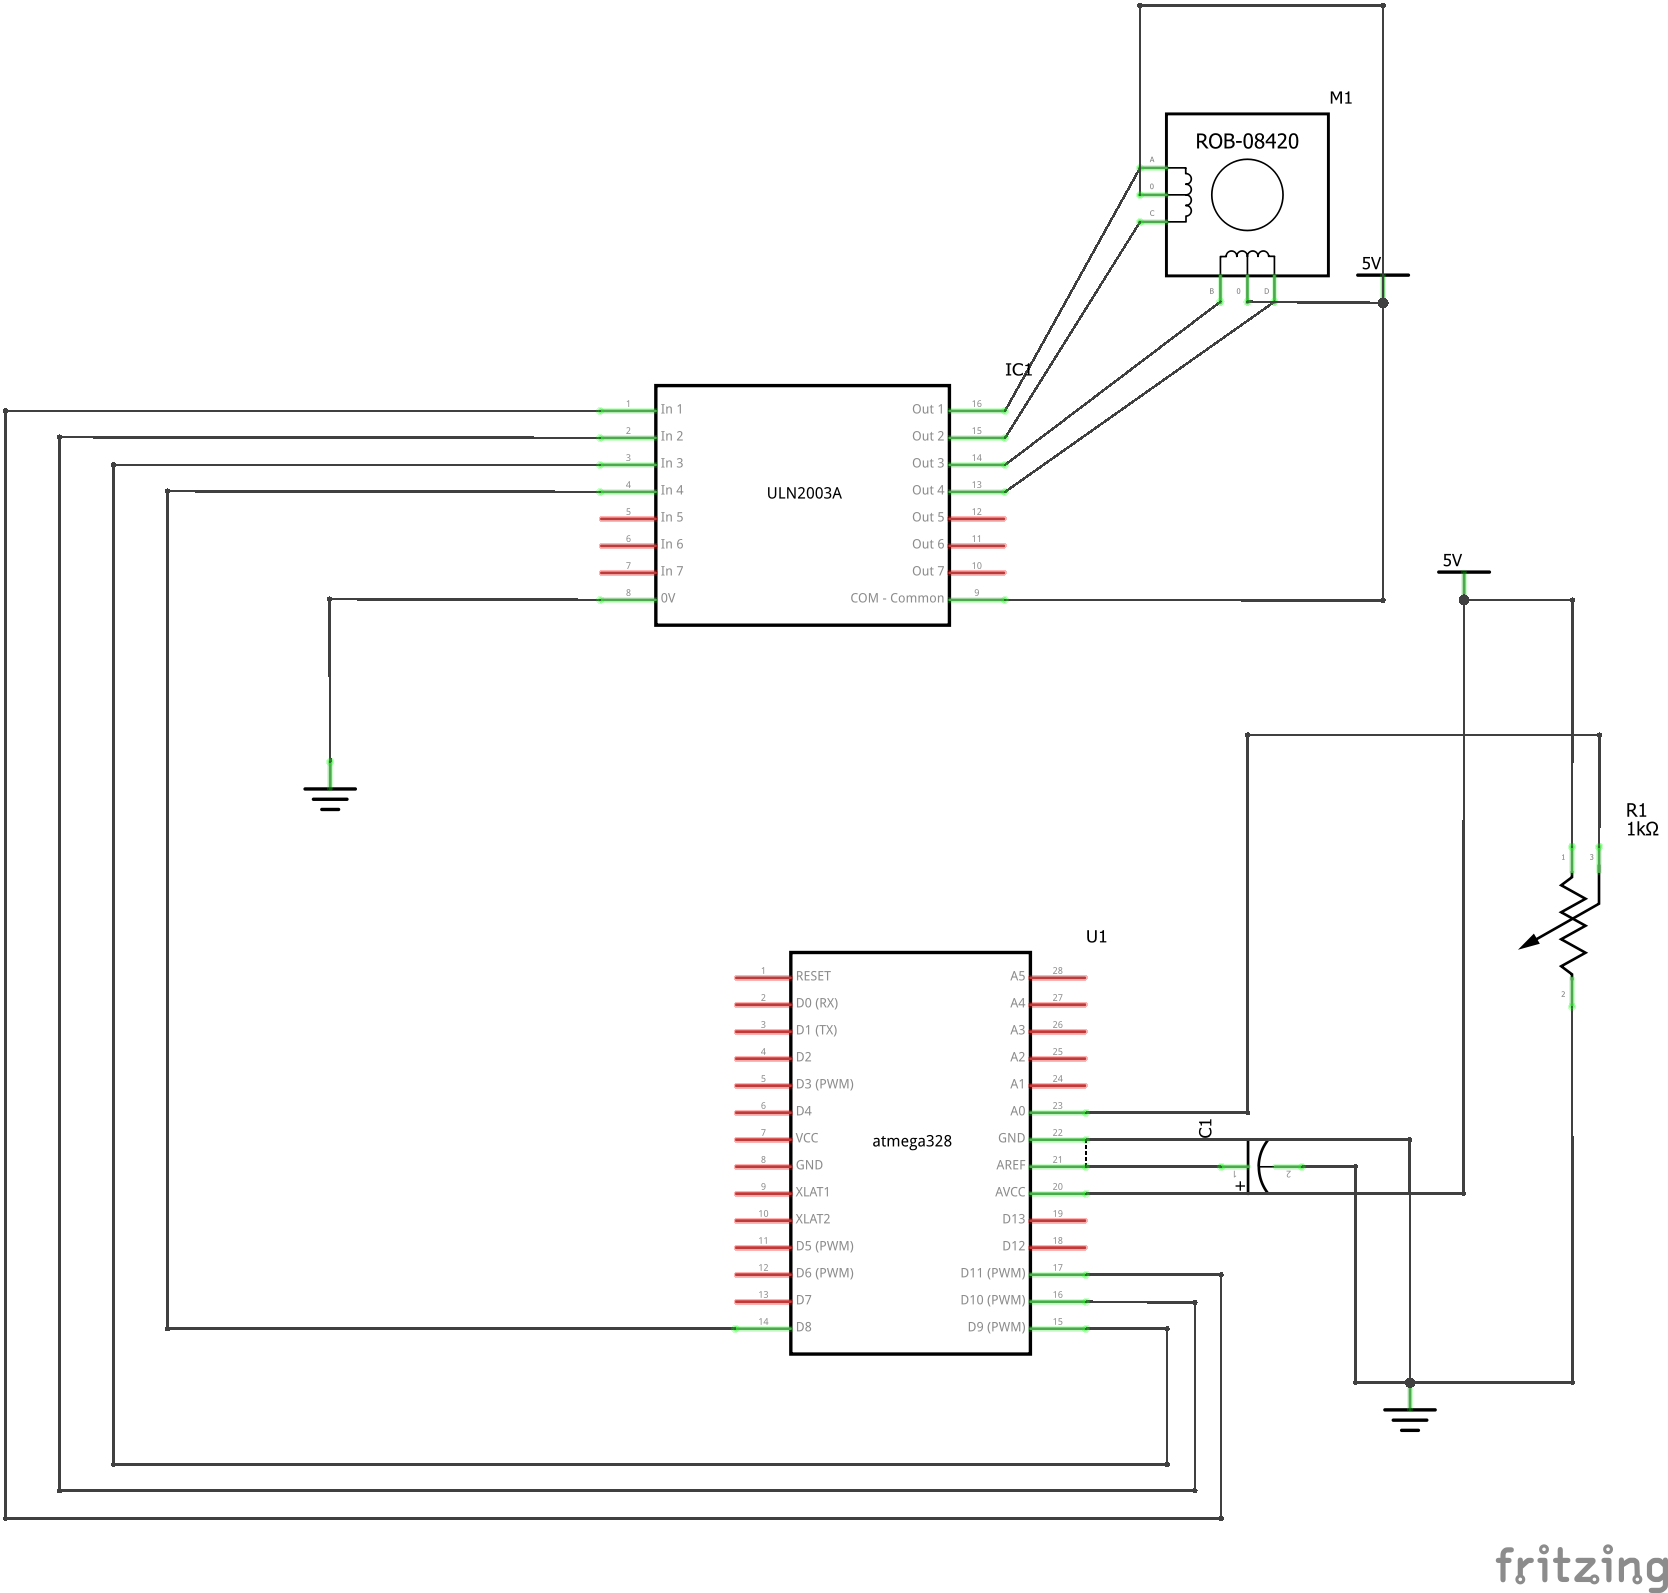 M1
ROB-08420
A
0
C
B
0
D
5V
IC1
1 In 1
2 In 2
3 In 3
4 In 4
5 In 5
6 In 6
7 In 7
8 0V
ULN2003A
Out 1 16
Out 2 15
Out 3 14
Out 4 13
Out 5 12
Out 6 11
Out 7 10
COM - Common 9
5V
R1
1kΩ
1
3
2
U1
1 RESET
2 D0 (RX)
3 D1 (TX)
4 D2
5 D3 (PWM)
6 D4
7 VCC
8 GND
9 XLAT1
10 XLAT2
11 D5 (PWM)
12 D6 (PWM)
13 D7
14 D8
atmega328
A5 28
A4 27
A3 26
A2 25
A1 24
A0 23
GND 22
AREF 21
AVCC 20
D13 19
D12 18
D11 (PWM) 17
D10 (PWM) 16
D9 (PWM) 15
C1
1
+
2
fritzing